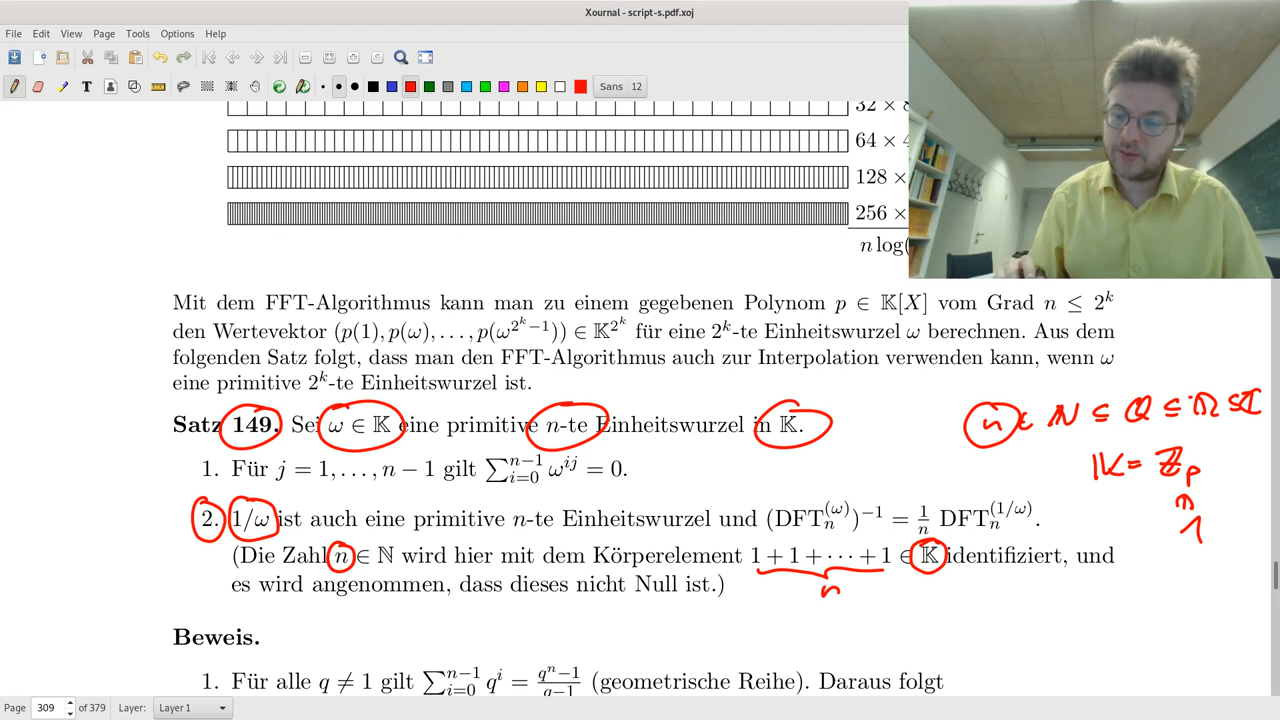 Xournal - script-s.pdf.xoj
File Edit View Page Tools Options Help
Sans 12
32 × 8
64 × 4
128 ×
256 ×
n log(
Mit dem FFT-Algorithmus kann man zu einem gegebenen Polynom p ∈ 𝕂[X] vom Grad n ≤ 2^k
den Wertevektor (p(1), p(ω), . . . , p(ω^{2^k−1})) ∈ 𝕂^{2^k} für eine 2^k-te Einheitswurzel ω berechnen. Aus dem
folgenden Satz folgt, dass man den FFT-Algorithmus auch zur Interpolation verwenden kann, wenn ω
eine primitive 2^k-te Einheitswurzel ist.
Satz 149. Sei ω ∈ 𝕂 eine primitive n-te Einheitswurzel in 𝕂.
n ∈ ℕ ⊆ ℚ ⊆ ℝ ⊆ ℂ
1. Für j = 1, . . . , n − 1 gilt ∑_{i=0}^{n−1} ω^{ij} = 0.
𝕂 = ℤ_p
⇑
1
2. 1/ω ist auch eine primitive n-te Einheitswurzel und (DFT_n^{(ω)})^{−1} = 1/n DFT_n^{(1/ω)}.
(Die Zahl n ∈ ℕ wird hier mit dem Körperelement 1 + 1 + · · · + 1 ∈ 𝕂 identifiziert, und
n
es wird angenommen, dass dieses nicht Null ist.)
Beweis.
1. Für alle q ≠ 1 gilt ∑_{i=0}^{n−1} q^i = (q^n−1)/(q−1) (geometrische Reihe). Daraus folgt
Page 309 of 379 Layer: Layer 1